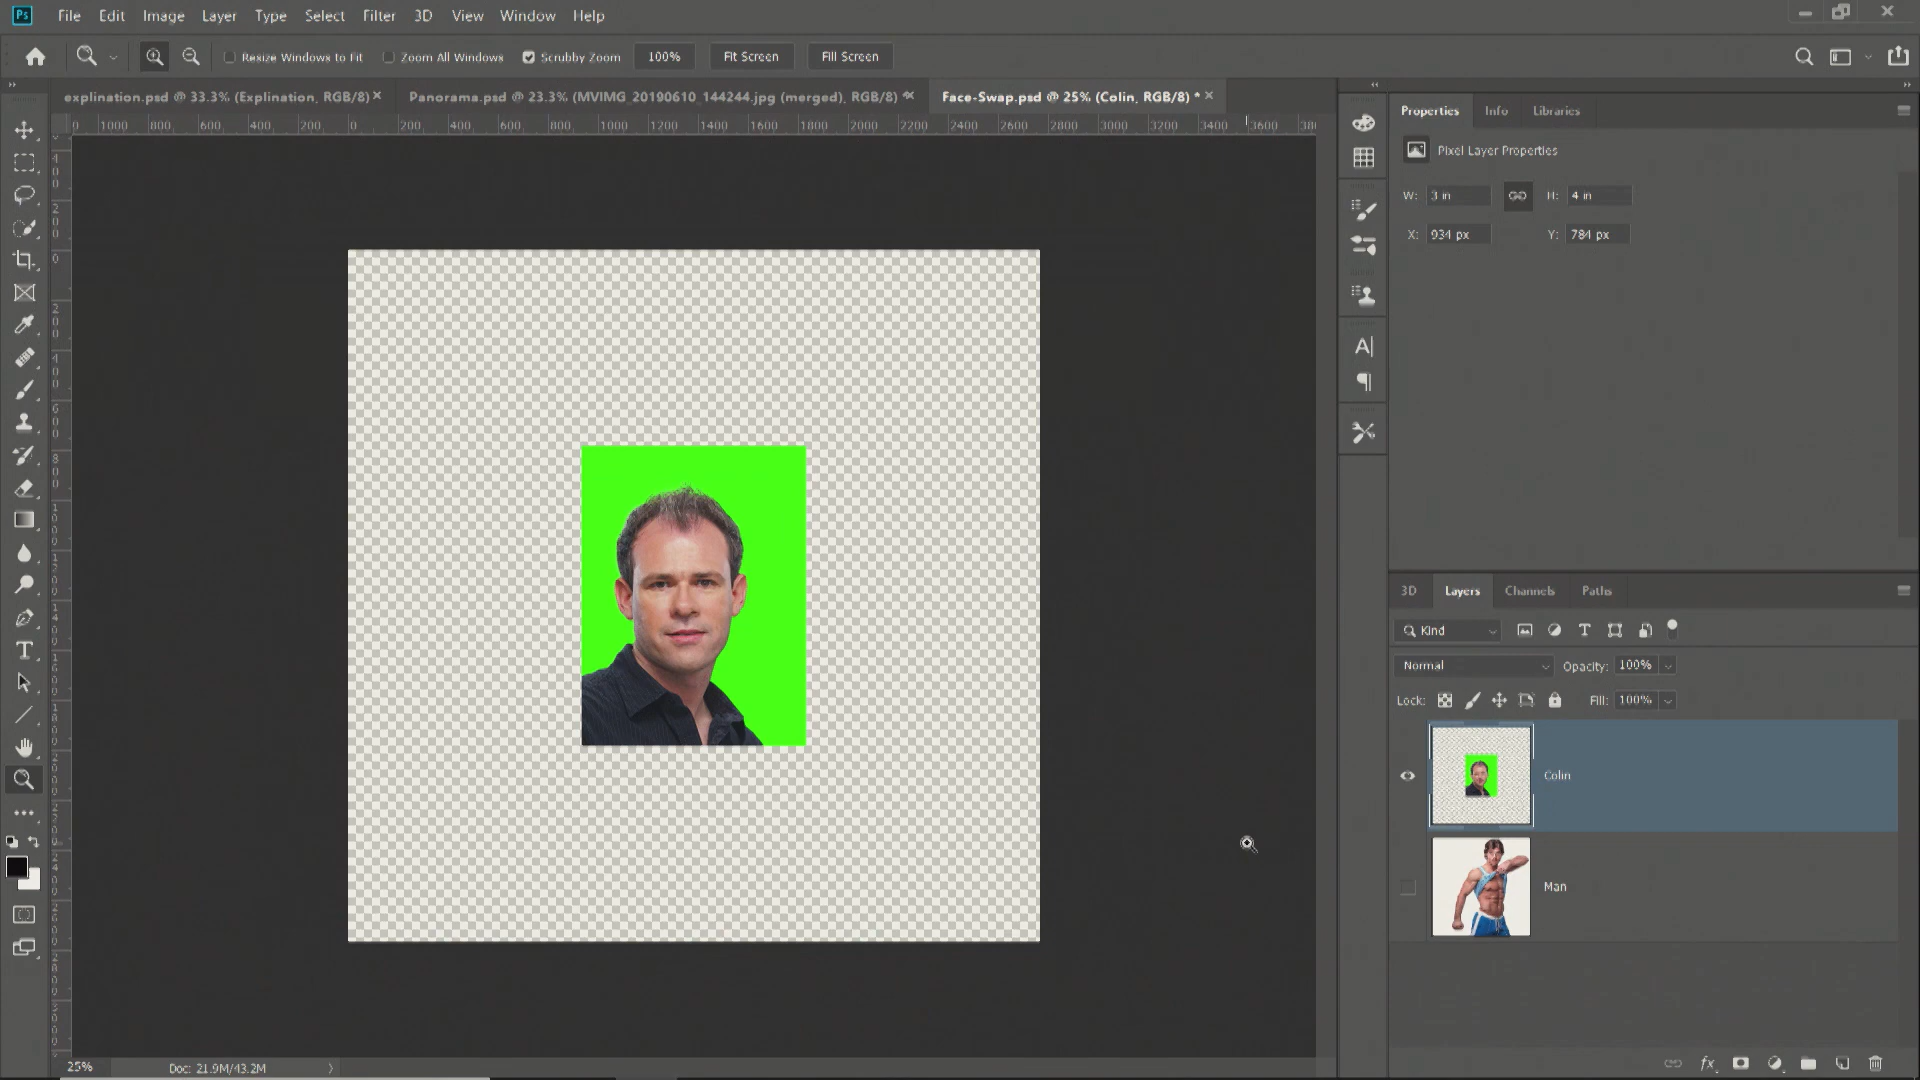 Ps File Edit Image Layer Type Select Filter 3D View Window Help
Resize Windows to Fit Zoom All Windows Scrubby Zoom 100% Fit Screen Fill Screen
explination.psd @ 33.3% (Explination, RGB/8) Panorama.psd @ 23.3% (MVIMG_20190610_144244.jpg (merged), RGB/8) * Face-Swap.psd @ 25% (Colin, RGB/8) *
0 1000 800 600 400 200 0 200 400 600 800 1000 1200 1400 1600 1800 2000 2200 2400 2600 2800 3000 3200 3400 3600
Properties Info Libraries
Pixel Layer Properties
W: 3 in H: 4 in
X: 934 px Y: 784 px
3D Layers Channels Paths
Kind
Normal Opacity: 100%
Lock: Fill: 100%
Colin
Man
25% Doc: 21.9M/43.2M